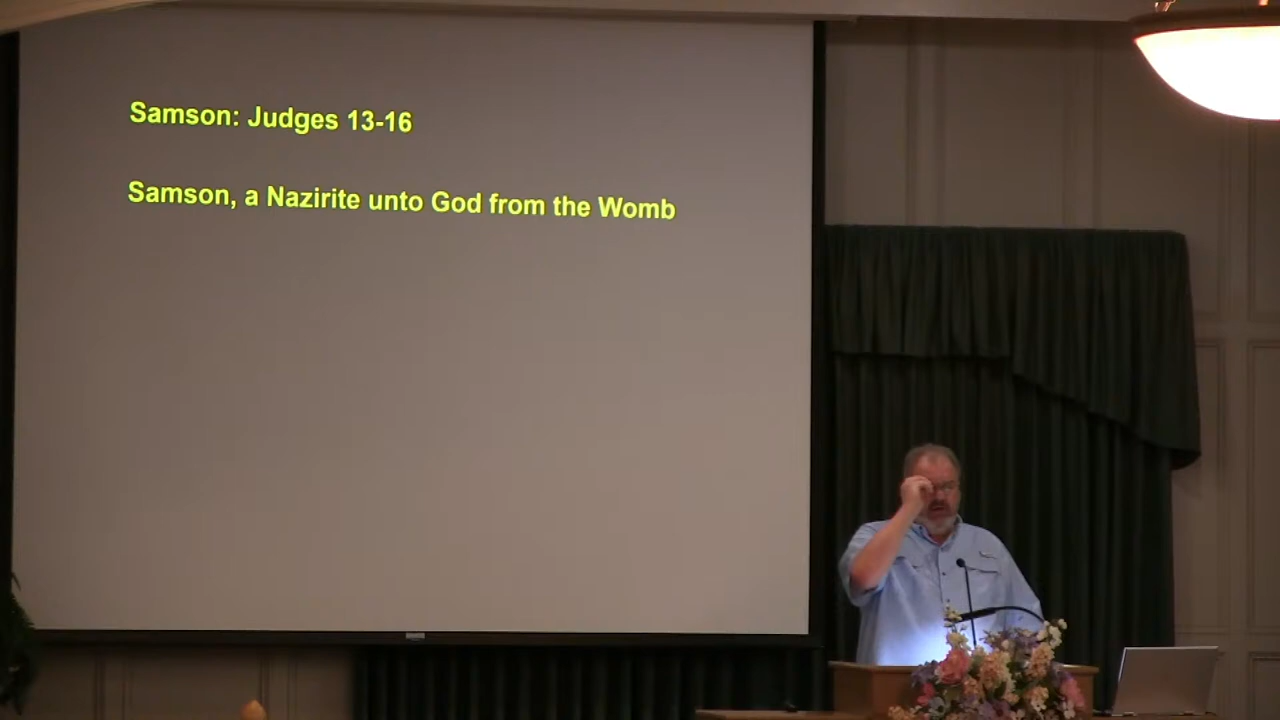 Samson: Judges 13-16
Samson, a Nazirite unto God from the Womb